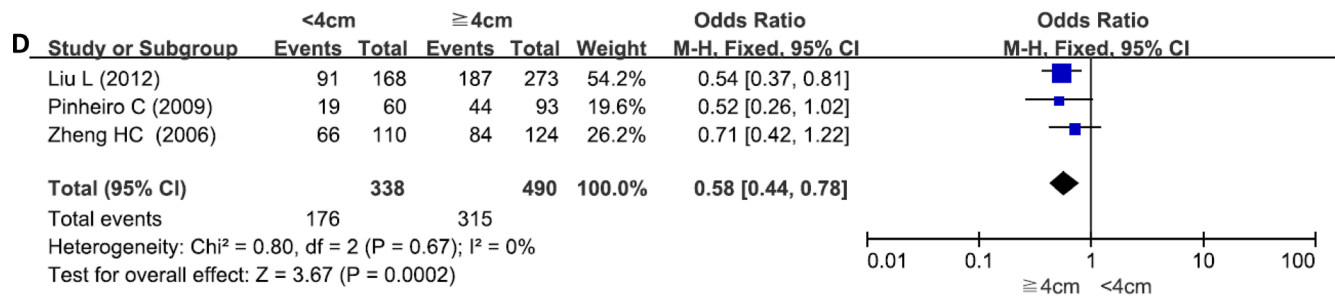 <4cm ≧4cm Odds Ratio Odds Ratio
D Study or Subgroup Events Total Events Total Weight M-H, Fixed, 95% CI M-H, Fixed, 95% CI
Liu L (2012) 91 168 187 273 54.2% 0.54 [0.37, 0.81]
Pinheiro C (2009) 19 60 44 93 19.6% 0.52 [0.26, 1.02]
Zheng HC (2006) 66 110 84 124 26.2% 0.71 [0.42, 1.22]
Total (95% CI) 338 490 100.0% 0.58 [0.44, 0.78]
Total events 176 315
Heterogeneity: Chi² = 0.80, df = 2 (P = 0.67); I² = 0%
Test for overall effect: Z = 3.67 (P = 0.0002)
0.01 0.1 1 10 100
≧4cm <4cm